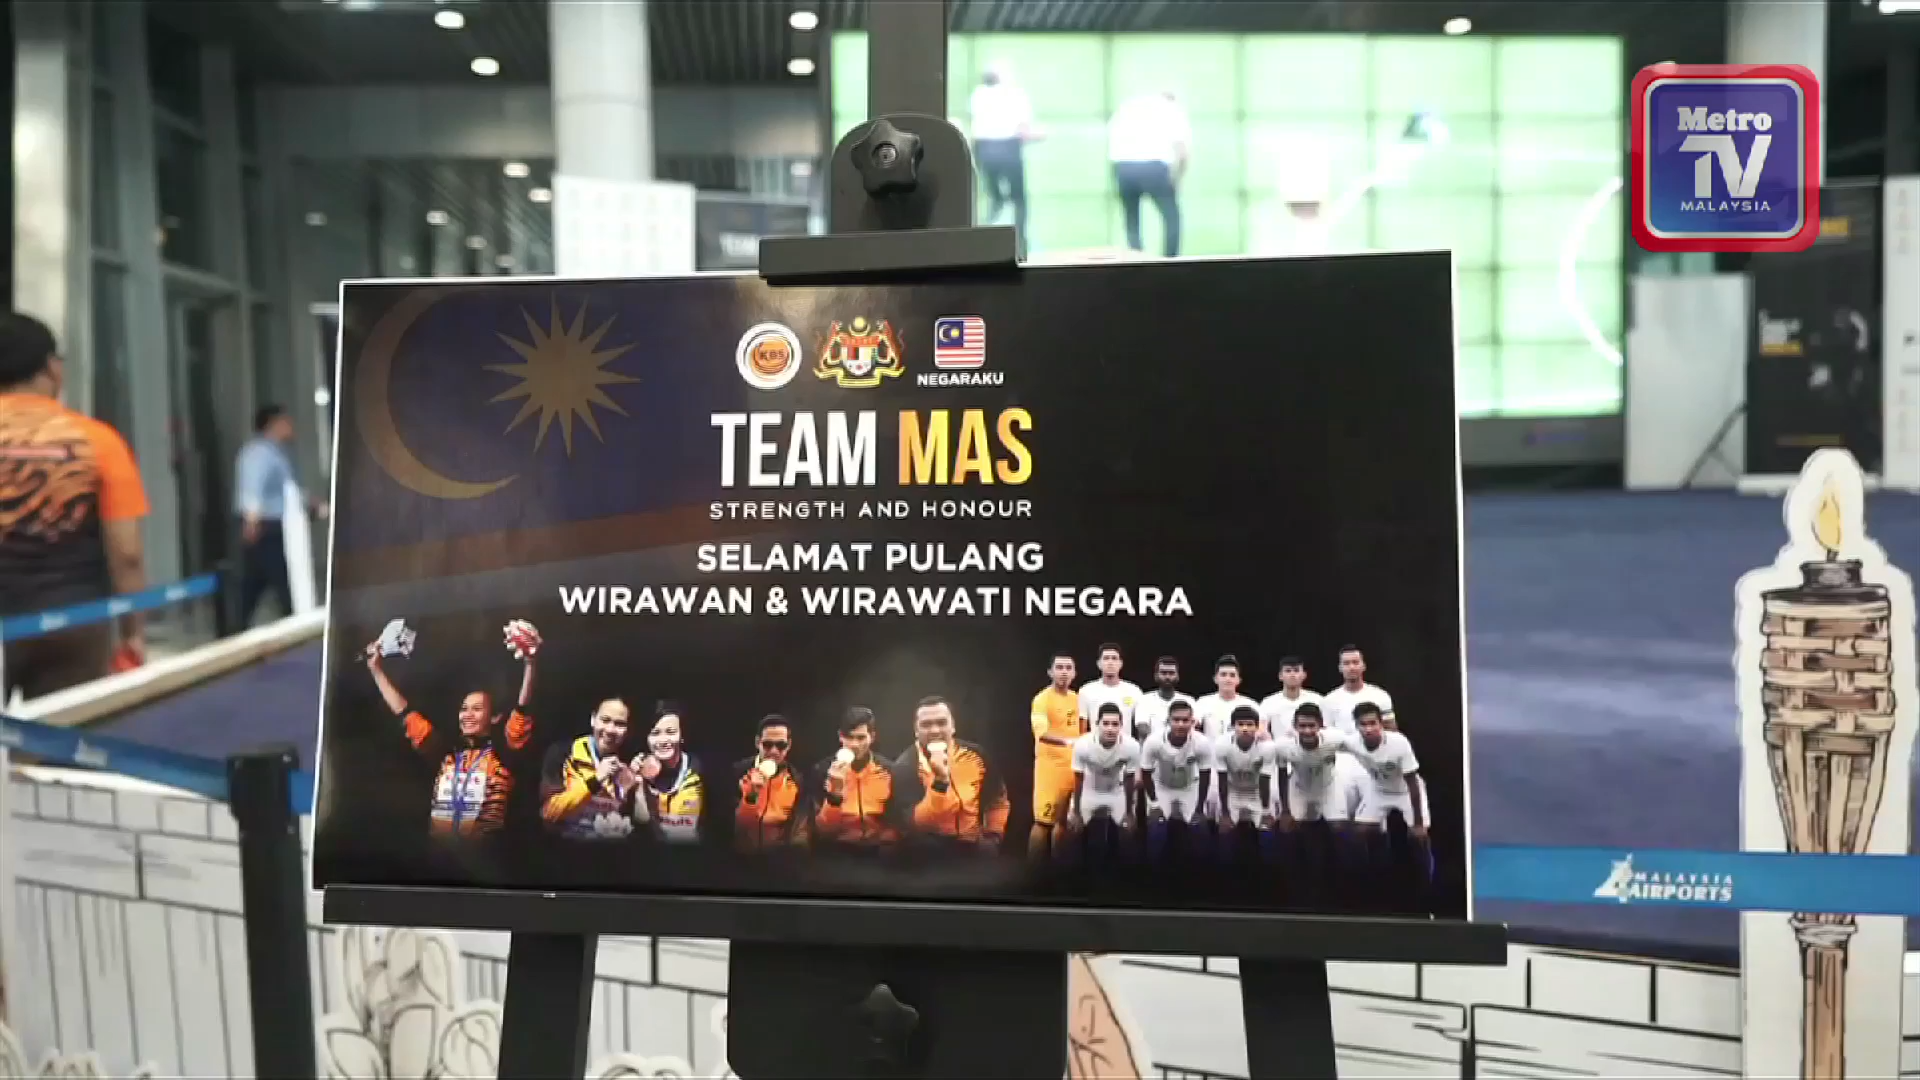 Metro
TV
MALAYSIA
KBS
NEGARAKU
TEAM MAS
STRENGTH AND HONOUR
SELAMAT PULANG
WIRAWAN & WIRAWATI NEGARA
MALAYSIA
AIRPORTS